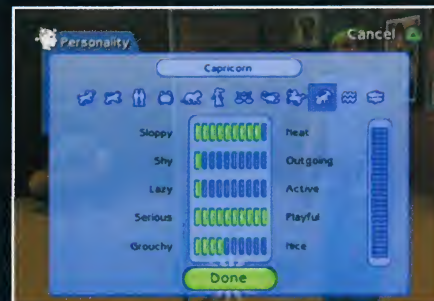 Personality
Cancel
Capricorn
Sloppy Neat
Shy Outgoing
Lazy Active
Serious Playful
Grouchy Nice
Done